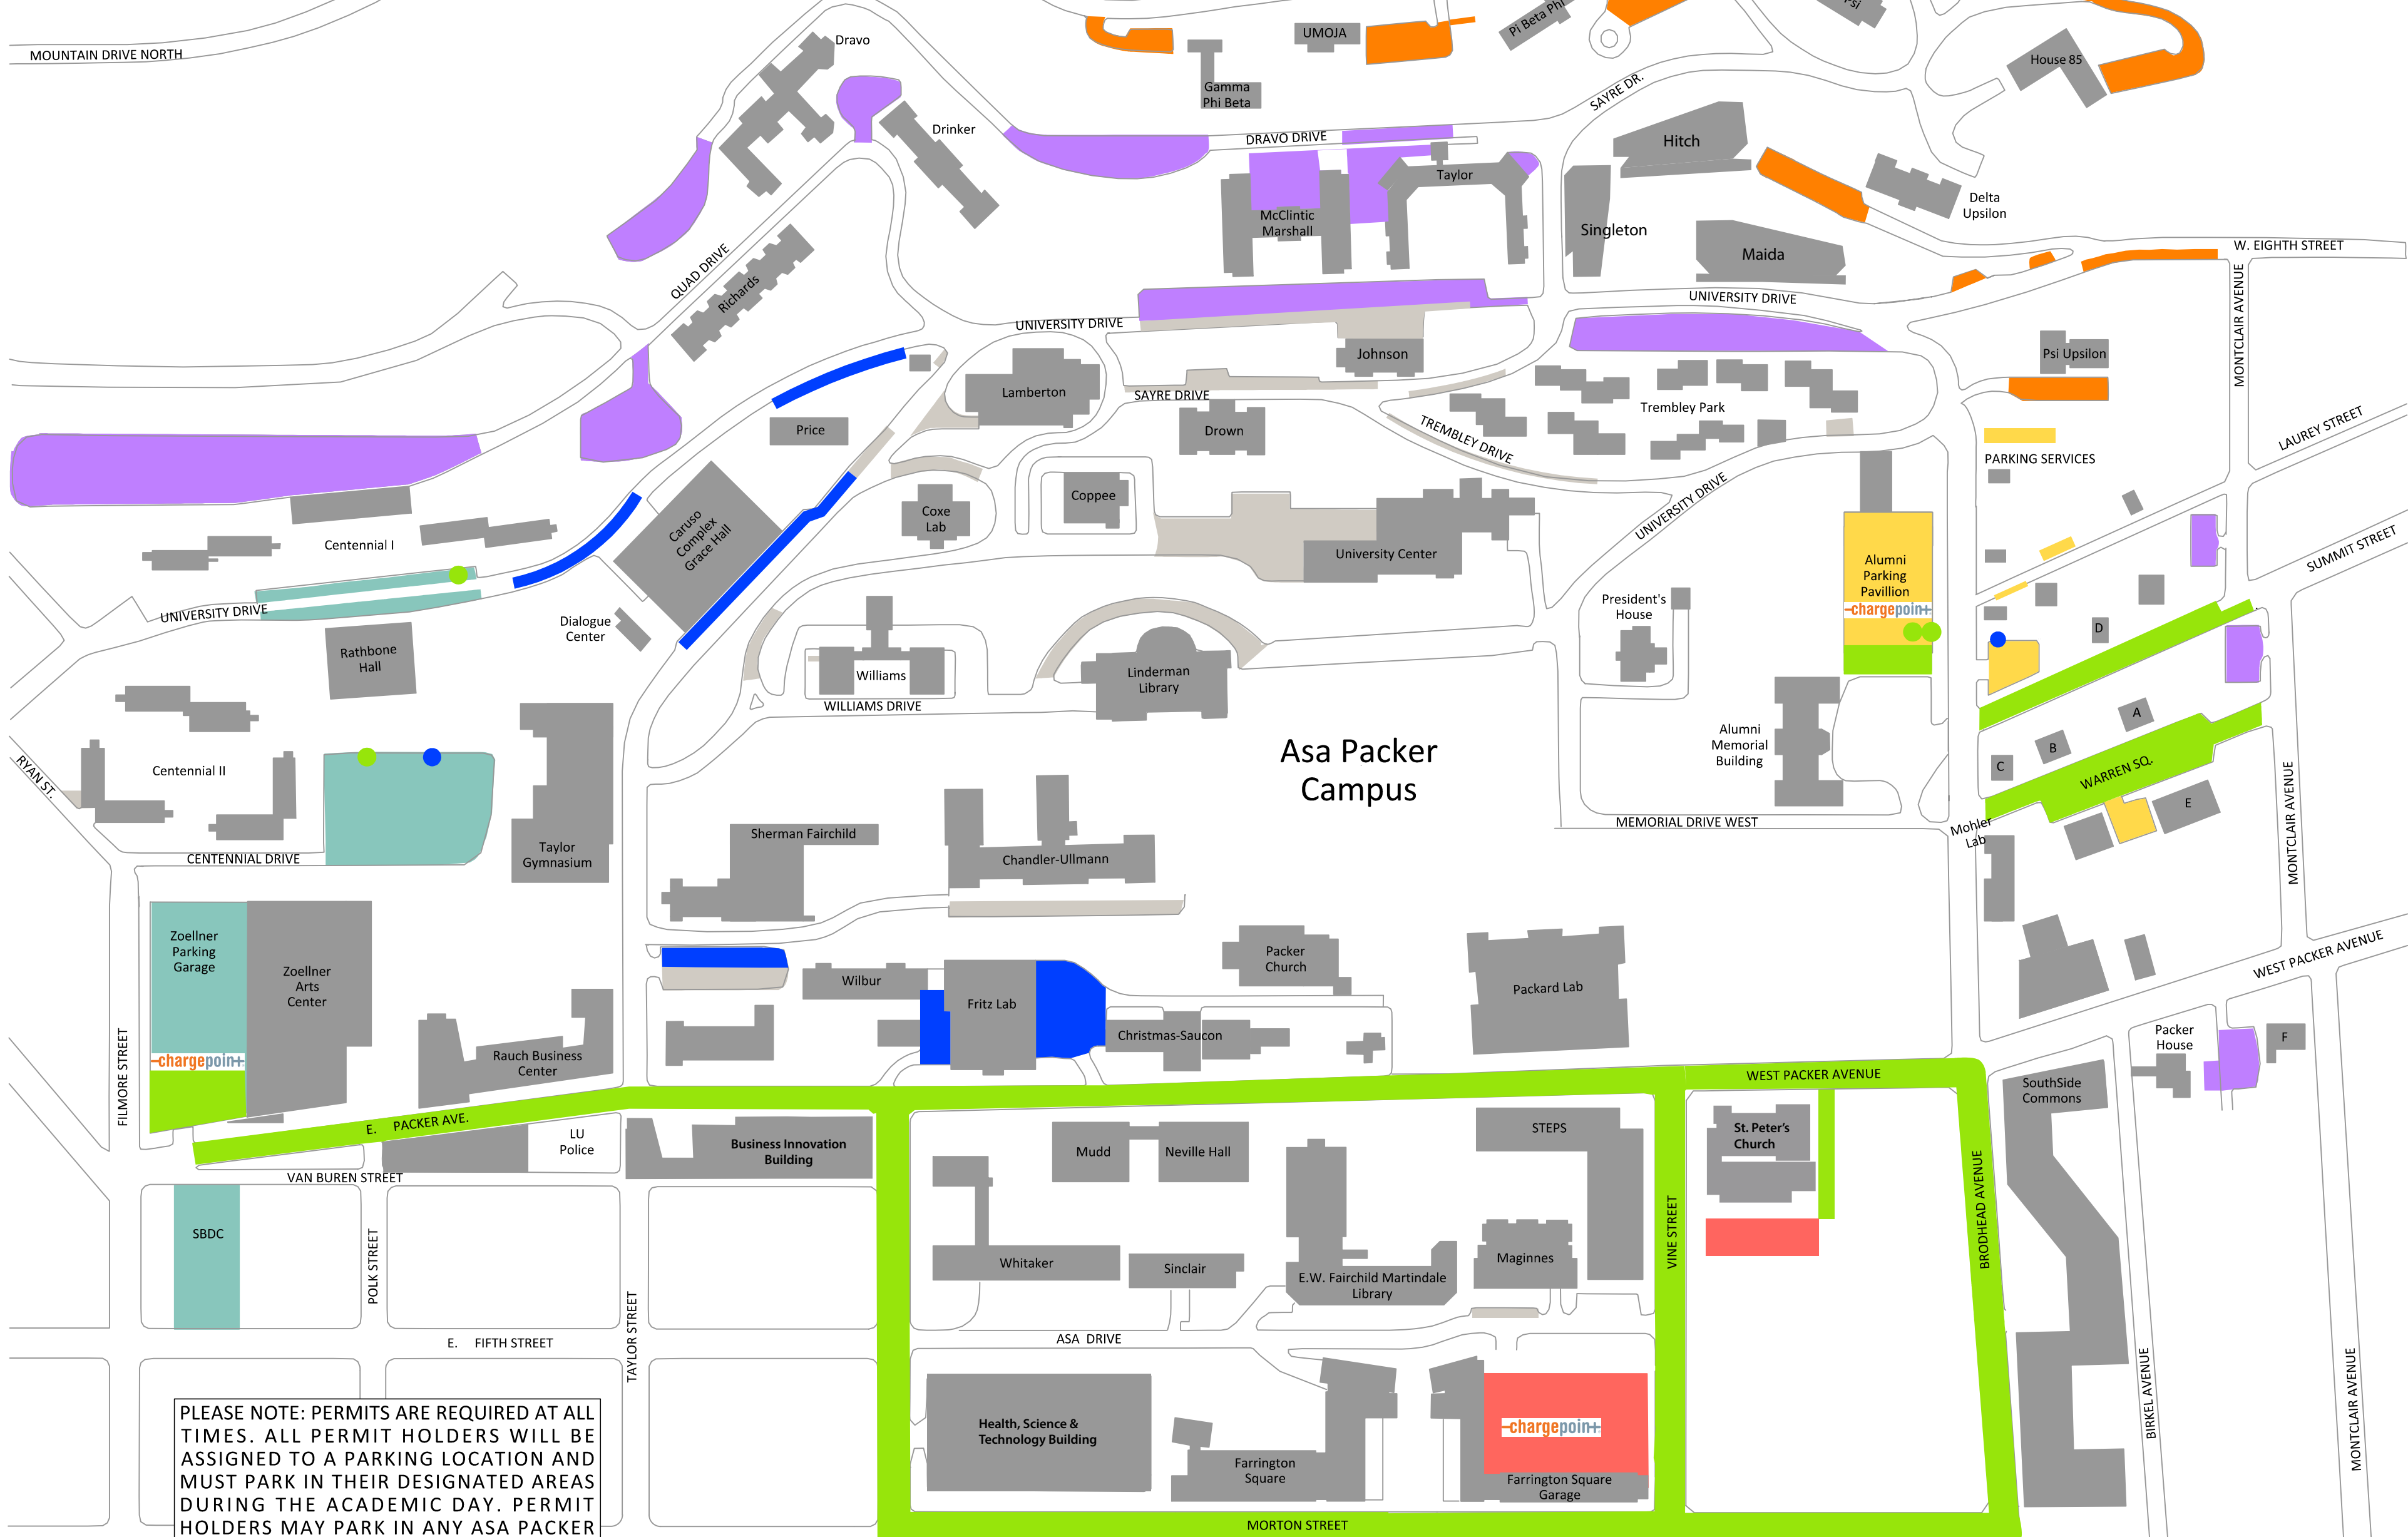 MOUNTAIN DRIVE NORTH
Dravo
Drinker
UMOJA
Gamma
Phi Beta
Pi Beta Phi
Psi
House 85
SAYRE DR.
DRAVO DRIVE
Taylor
McClintic
Marshall
Hitch
Singleton
Maida
Delta
Upsilon
W. EIGHTH STREET
MONTCLAIR AVENUE
QUAD DRIVE
Richards
UNIVERSITY DRIVE
UNIVERSITY DRIVE
Johnson
Psi Upsilon
Lamberton
SAYRE DRIVE
Price
Drown
TREMBLEY DRIVE
Trembley Park
LAUREY STREET
PARKING SERVICES
Caruso
Complex
Grace Hall
Coxe
Lab
Coppee
University Center
UNIVERSITY DRIVE
SUMMIT STREET
Centennial I
UNIVERSITY DRIVE
Dialogue
Center
Alumni
Parking
Pavillion
-chargepoin+
President's
House
D
Rathbone
Hall
Williams
WILLIAMS DRIVE
Linderman
Library
Alumni
Memorial
Building
A
B
C
WARREN SQ.
E
MONTCLAIR AVENUE
RYAN ST.
Centennial II
Asa Packer
Campus
MEMORIAL DRIVE WEST
Mohler
Lab
CENTENNIAL DRIVE
Taylor
Gymnasium
Sherman Fairchild
Chandler-Ullmann
Zoellner
Parking
Garage
Zoellner
Arts
Center
-chargepoin+
Wilbur
Fritz Lab
Packer
Church
Christmas-Saucon
Packard Lab
WEST PACKER AVENUE
Packer
House
F
FILMORE STREET
Rauch Business
Center
E. PACKER AVE.
WEST PACKER AVENUE
SouthSide
Commons
LU
Police
Business Innovation
Building
VAN BUREN STREET
Mudd
Neville Hall
STEPS
St. Peter's
Church
SBDC
POLK STREET
TAYLOR STREET
Whitaker
Sinclair
E.W. Fairchild Martindale
Library
Maginnes
VINE STREET
BRODHEAD AVENUE
E. FIFTH STREET
ASA DRIVE
BIRKEL AVENUE
MONTCLAIR AVENUE
Health, Science &
Technology Building
Farrington
Square
-chargepoin+
Farrington Square
Garage
MORTON STREET
PLEASE NOTE: PERMITS ARE REQUIRED AT ALL
TIMES. ALL PERMIT HOLDERS WILL BE
ASSIGNED TO A PARKING LOCATION AND
MUST PARK IN THEIR DESIGNATED AREAS
DURING THE ACADEMIC DAY. PERMIT
HOLDERS MAY PARK IN ANY ASA PACKER